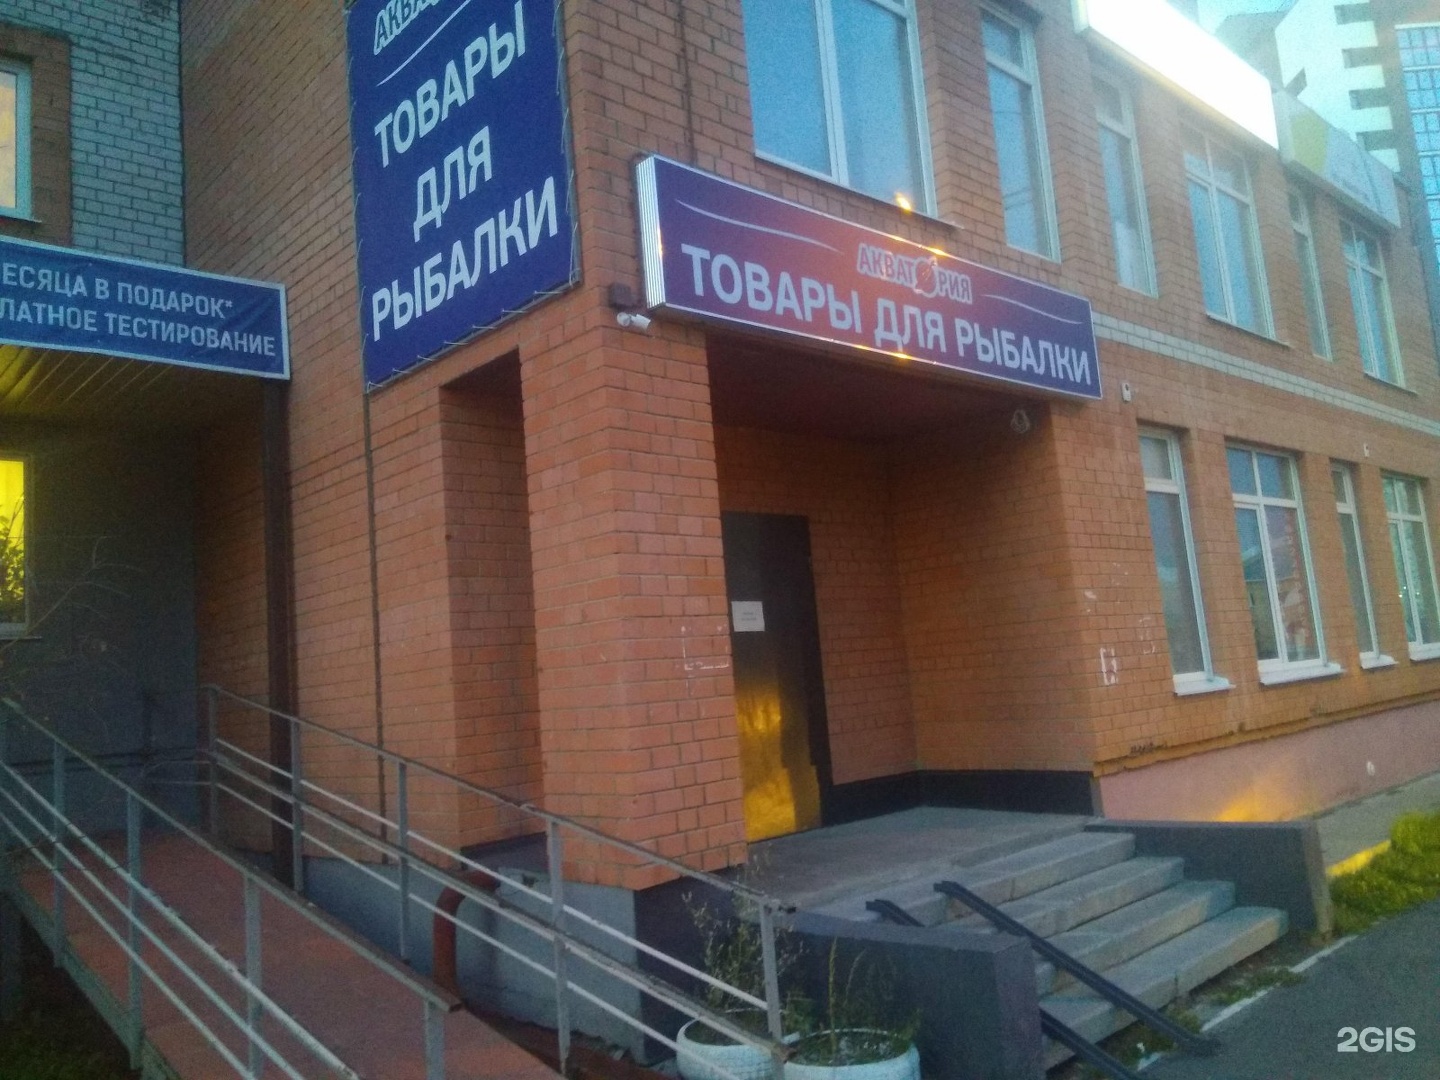 ТОВАРЫ
ДЛЯ
РЫБАЛКИ
АКВАТОРИЯ
ТОВАРЫ ДЛЯ РЫБАЛКИ
ЕСЯЦА В ПОДАРОК*
ЛАТНОЕ ТЕСТИРОВАНИЕ
2GIS